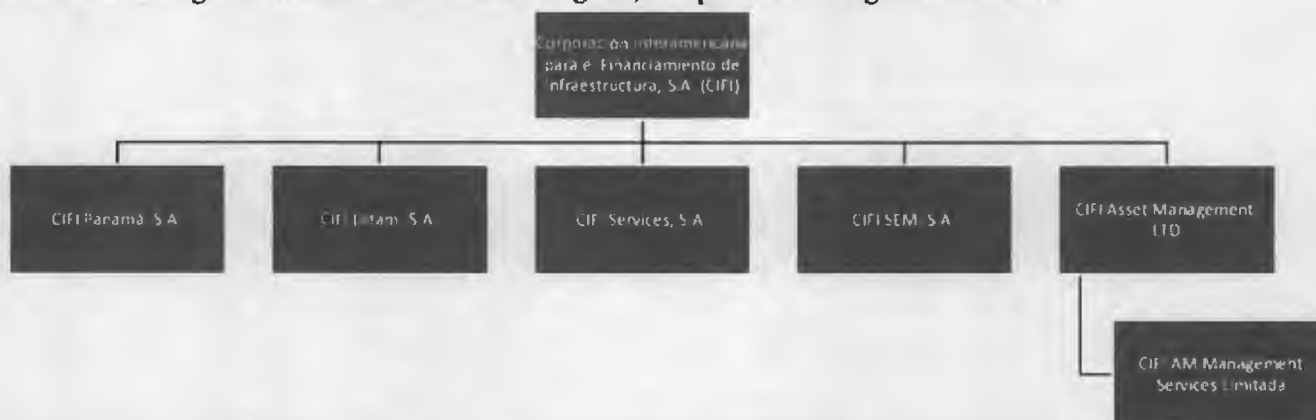 Corporación Interamericana
para el Financiamiento de
Infraestructura, S.A. (CIFI)
CIFI Panamá S.A
CIFI Latam S.A
CIFI Services, S.A
CIFI SEM, S.A
CIFI Asset Management
LTD
CIFI AM Management
Services Limitada